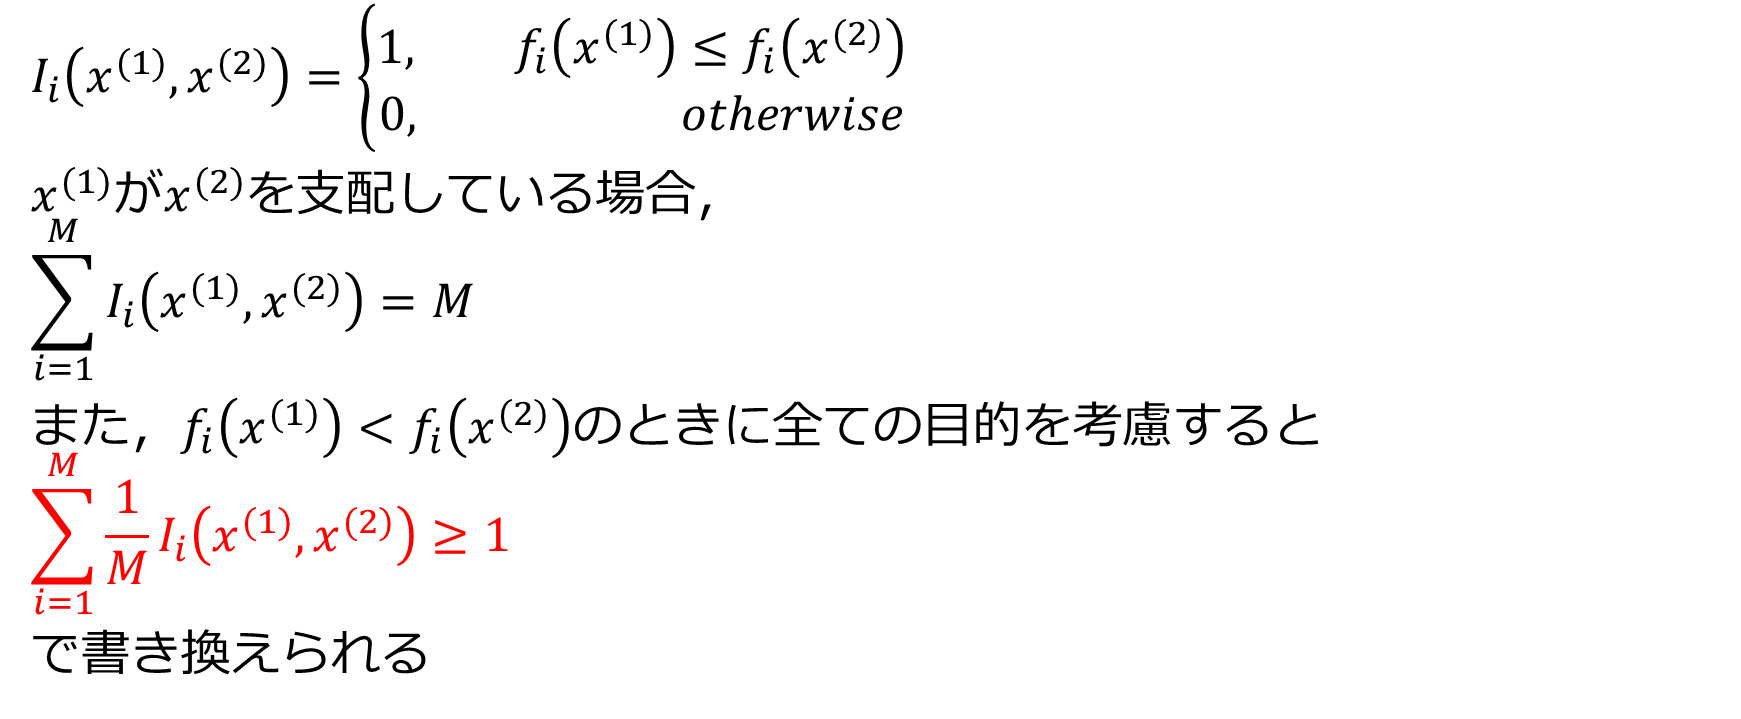 I_i(x^(1), x^(2)) = { 1, f_i(x^(1)) ≤ f_i(x^(2))
0, otherwise
x^(1)がx^(2)を支配している場合,
∑_{i=1}^{M} I_i(x^(1), x^(2)) = M
また, f_i(x^(1)) < f_i(x^(2))のときに全ての目的を考慮すると
∑_{i=1}^{M} 1/M I_i(x^(1), x^(2)) ≥ 1
で書き換えられる